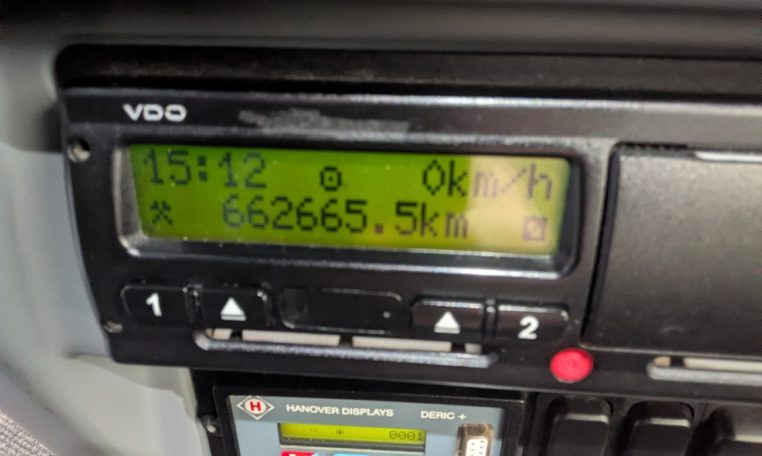 VDO
15:12 0km/h
662665.5km
1 2
H HANOVER DISPLAYS DERIC +
* 0001